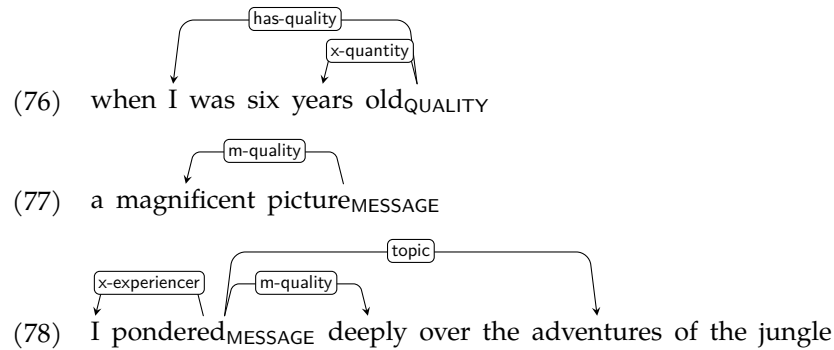 has-quality
x-quantity
(76) when I was six years oldQUALITY
m-quality
(77) a magnificent pictureMESSAGE
topic
x-experiencer m-quality
(78) I ponderedMESSAGE deeply over the adventures of the jungle